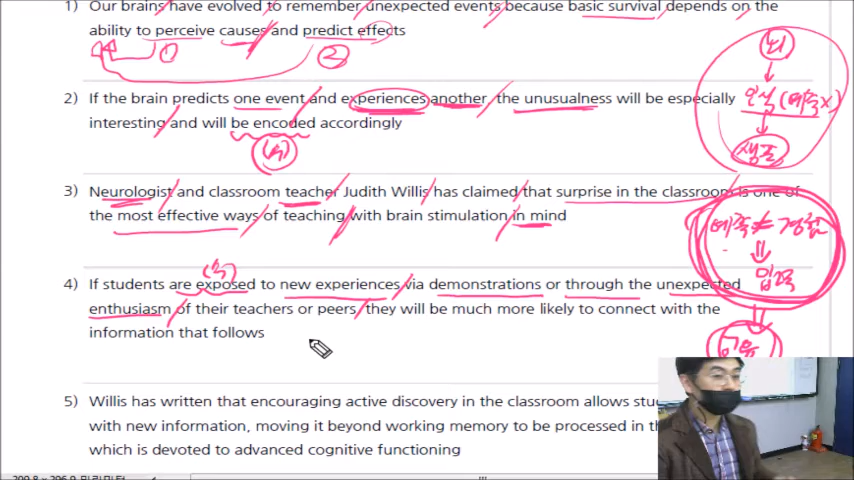 1) Our brains have evolved to remember unexpected events because basic survival depends on the
ability to perceive causes and predict effects
① ②
뇌
인식 (예측X)
생존
2) If the brain predicts one event and experiences another, the unusualness will be especially
interesting and will be encoded accordingly
3) Neurologist and classroom teacher Judith Willis has claimed that surprise in the classroom is one of
the most effective ways of teaching with brain stimulation in mind
예측 ≠ 경험
⇓
4) If students are exposed to new experiences via demonstrations or through the unexpected
enthusiasm of their teachers or peers, they will be much more likely to connect with the
information that follows
5) Willis has written that encouraging active discovery in the classroom allows
with new information, moving it beyond working memory to be processed in
which is devoted to advanced cognitive functioning